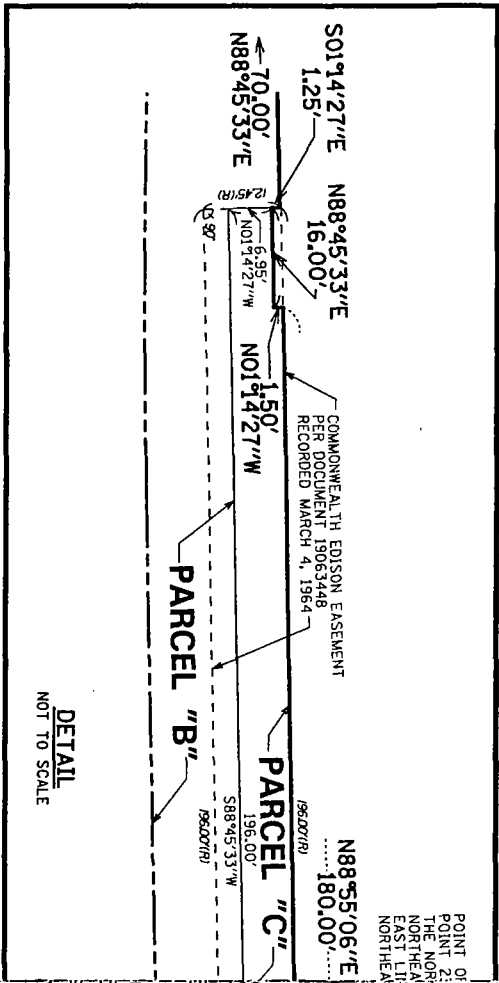 S01°14'27"E
1.25'
N88°45'33"E
16.00'
70.00'
N88°45'33"E
12.45'(R)
6.95'
N01°14'27"W
1.50'
N01°14'27"W
COMMONWEALTH EDISON EASEMENT
PER DOCUMENT 19063448
RECORDED MARCH 4, 1964
PARCEL "B"
PARCEL "C"
196.00'(R)
196.00'
S88°45'33"W
196.00'(R)
N88°55'06"E
180.00'
POINT OF
POINT 2
THE NOR
NORTHEA
EAST LI
NORTHEA
DETAIL
NOT TO SCALE